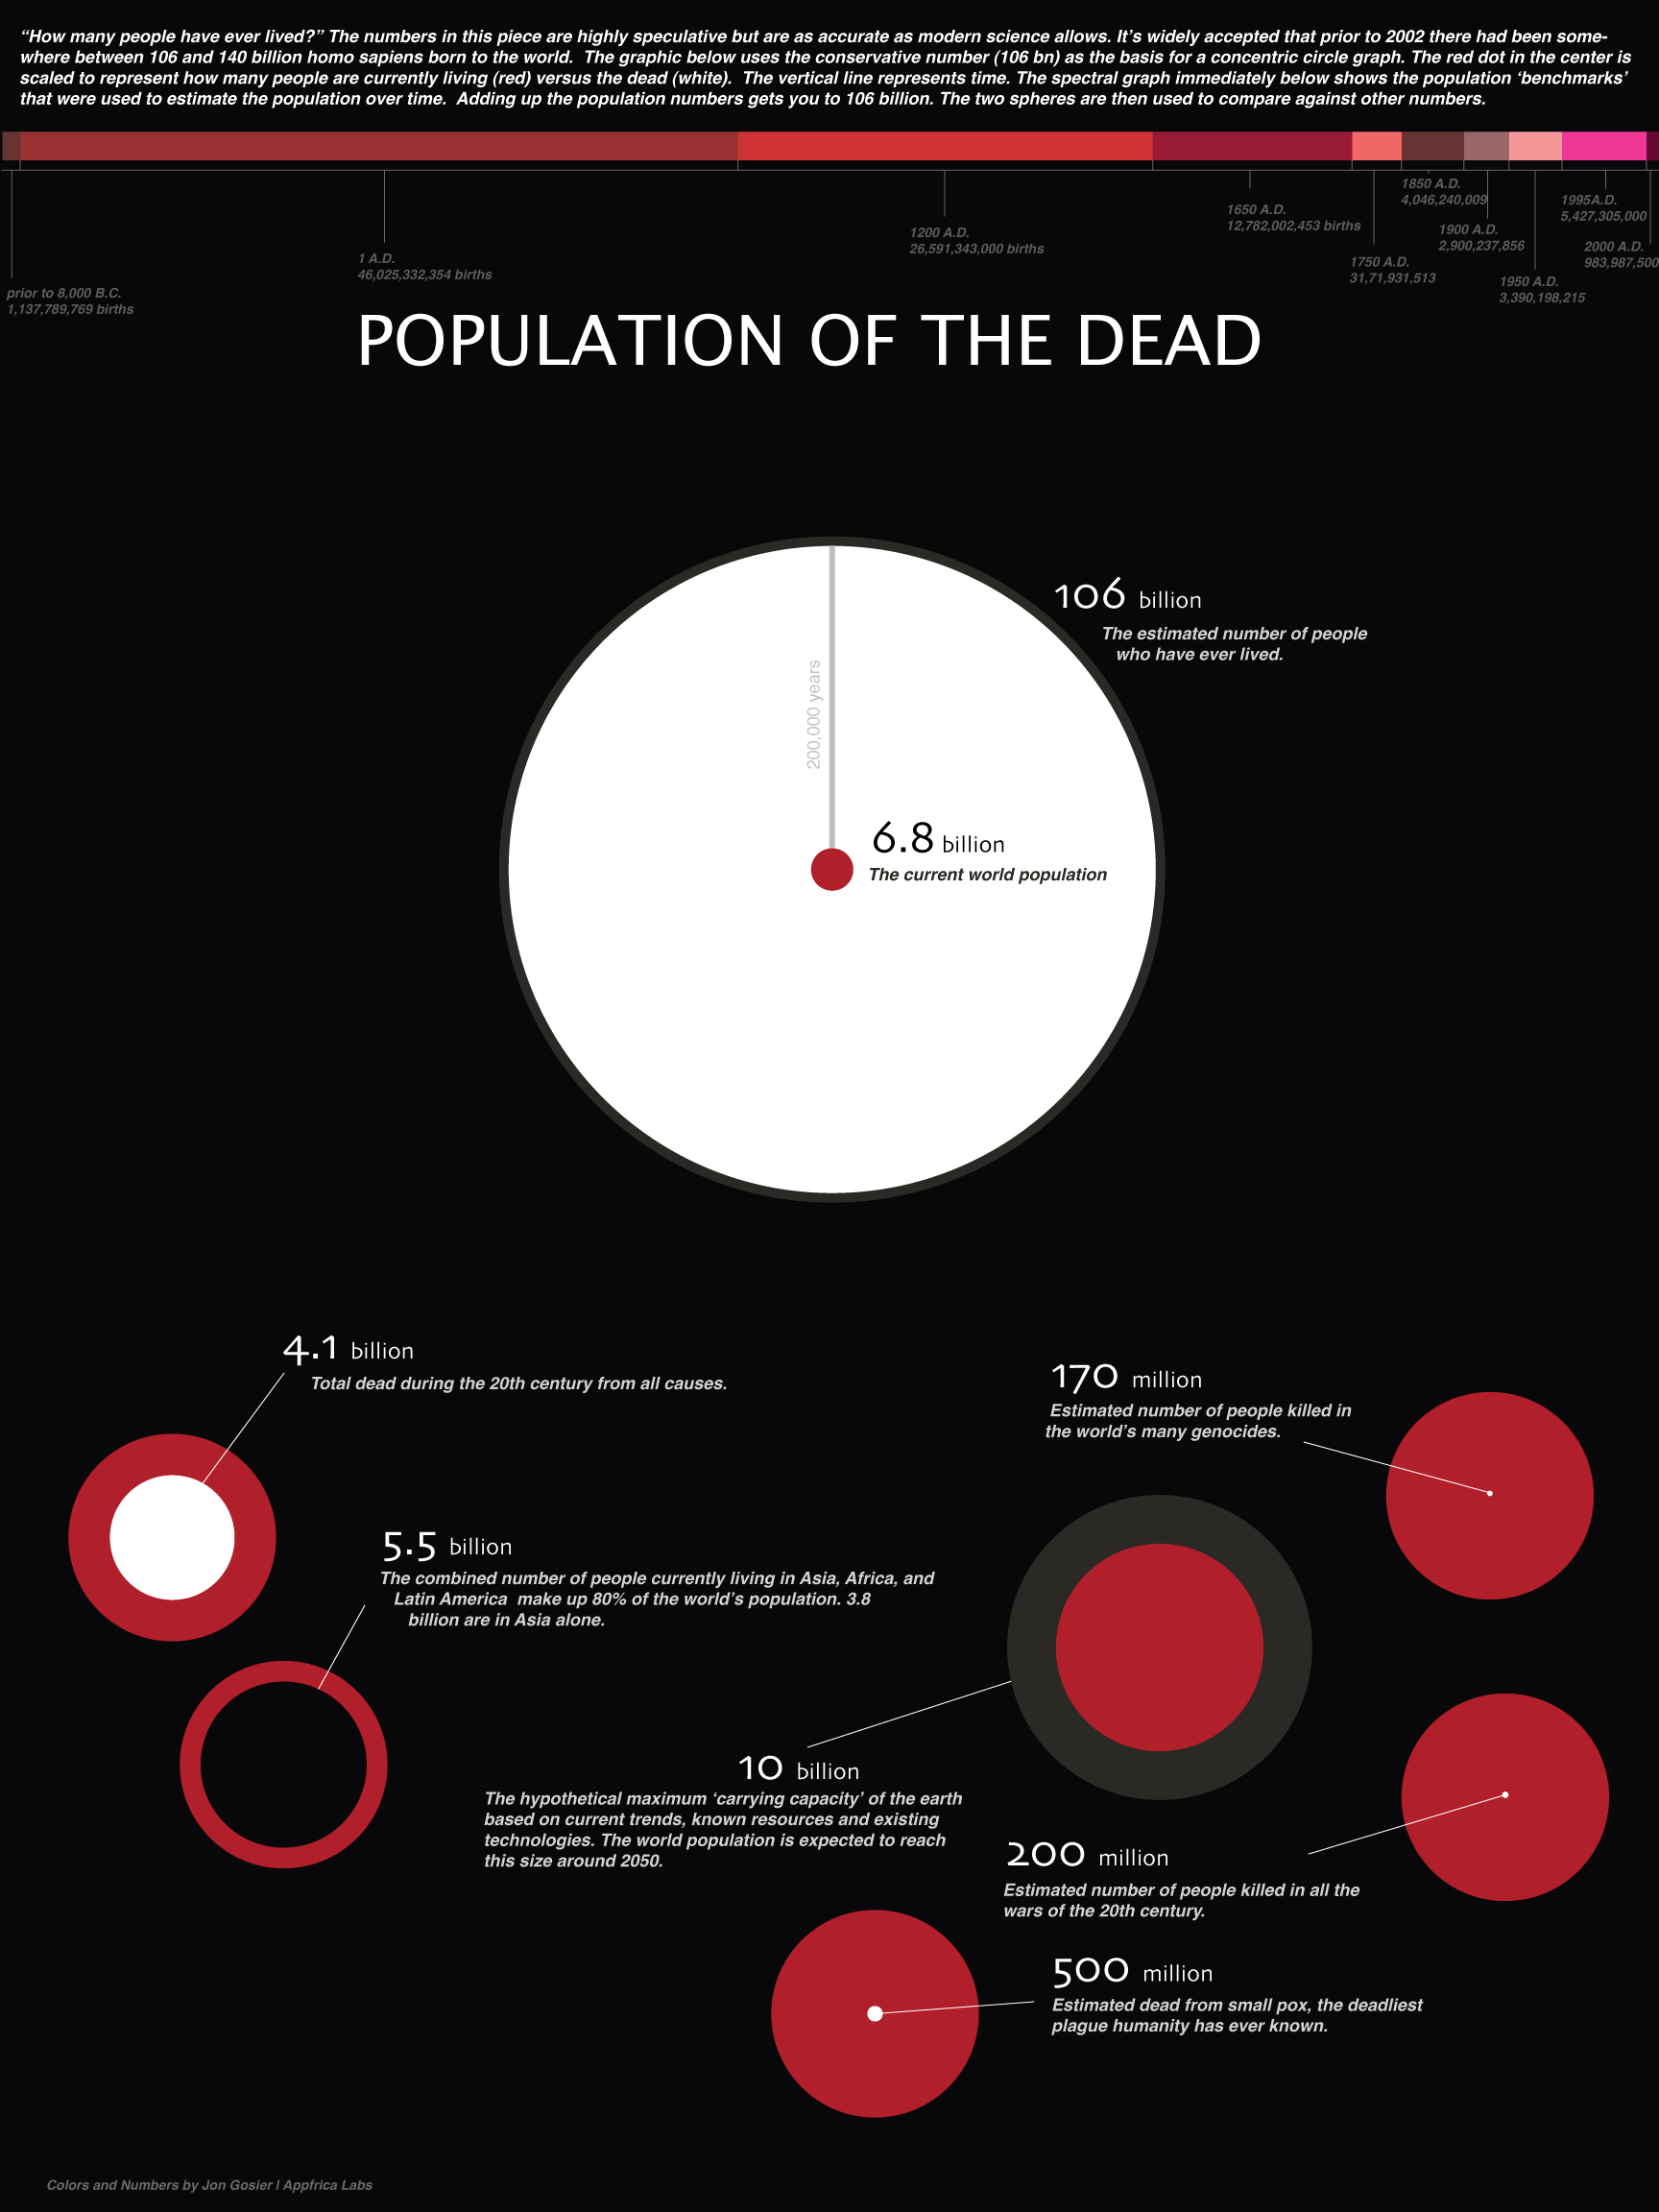 “How many people have ever lived?” The numbers in this piece are highly speculative but are as accurate as modern science allows. It’s widely accepted that prior to 2002 there had been some-
where between 106 and 140 billion homo sapiens born to the world.  The graphic below uses the conservative number (106 bn) as the basis for a concentric circle graph. The red dot in the center is
scaled to represent how many people are currently living (red) versus the dead (white).  The vertical line represents time. The spectral graph immediately below shows the population ‘benchmarks’
that were used to estimate the population over time.  Adding up the population numbers gets you to 106 billion. The two spheres are then used to compare against other numbers.
prior to 8,000 B.C.
1,137,789,769 births
1 A.D.
46,025,332,354 births
1200 A.D.
26,591,343,000 births
1650 A.D.
12,782,002,453 births
1750 A.D.
31,71,931,513
1850 A.D.
4,046,240,009
1900 A.D.
2,900,237,856
1950 A.D.
3,390,198,215
1995A.D.
5,427,305,000
2000 A.D.
983,987,500
POPULATION OF THE DEAD
106 billion
The estimated number of people
who have ever lived.
200,000 years
6.8 billion
The current world population
4.1 billion
Total dead during the 20th century from all causes.
170 million
Estimated number of people killed in
the world’s many genocides.
5.5 billion
The combined number of people currently living in Asia, Africa, and
Latin America  make up 80% of the world’s population. 3.8
billion are in Asia alone.
10 billion
The hypothetical maximum ‘carrying capacity’ of the earth
based on current trends, known resources and existing
technologies. The world population is expected to reach
this size around 2050.
200 million
Estimated number of people killed in all the
wars of the 20th century.
500 million
Estimated dead from small pox, the deadliest
plague humanity has ever known.
Colors and Numbers by Jon Gosier | Appfrica Labs